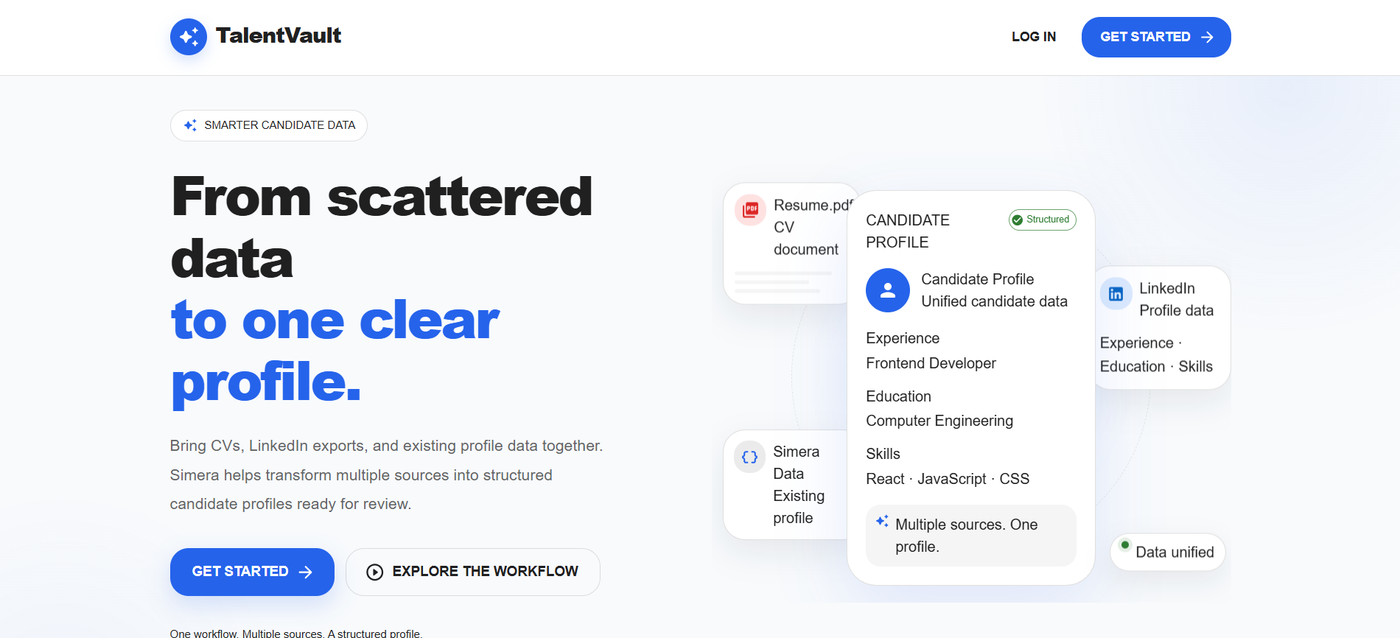 TalentVault
LOG IN
GET STARTED
SMARTER CANDIDATE DATA
From scattered
data
to one clear
profile.
Bring CVs, LinkedIn exports, and existing profile data together.
Simera helps transform multiple sources into structured
candidate profiles ready for review.
GET STARTED
EXPLORE THE WORKFLOW
One workflow. Multiple sources. A structured profile.
Resume.pdf
CV
document
CANDIDATE
PROFILE
Structured
Candidate Profile
Unified candidate data
Experience
Frontend Developer
Education
Computer Engineering
Skills
React · JavaScript · CSS
Multiple sources. One
profile.
LinkedIn
Profile data
Experience ·
Education · Skills
Simera
Data
Existing
profile
Data unified